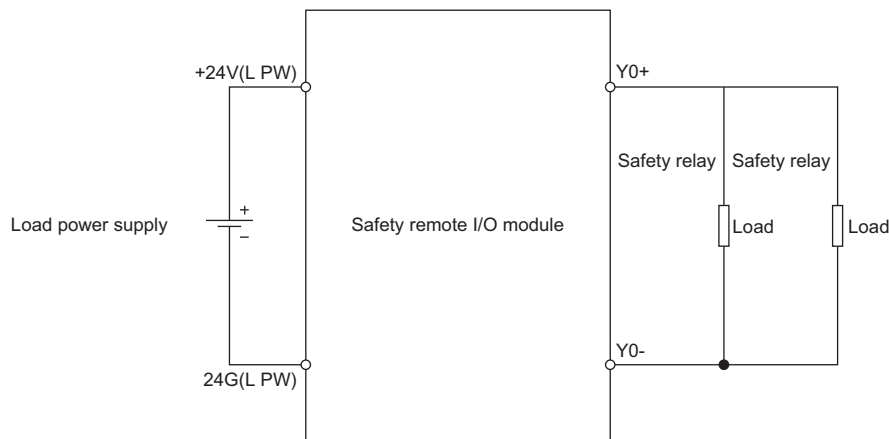 +24V(L PW)
Y0+
Safety relay
Safety relay
+
Load power supply
Safety remote I/O module
Load
Load
−
Y0-
24G(L PW)